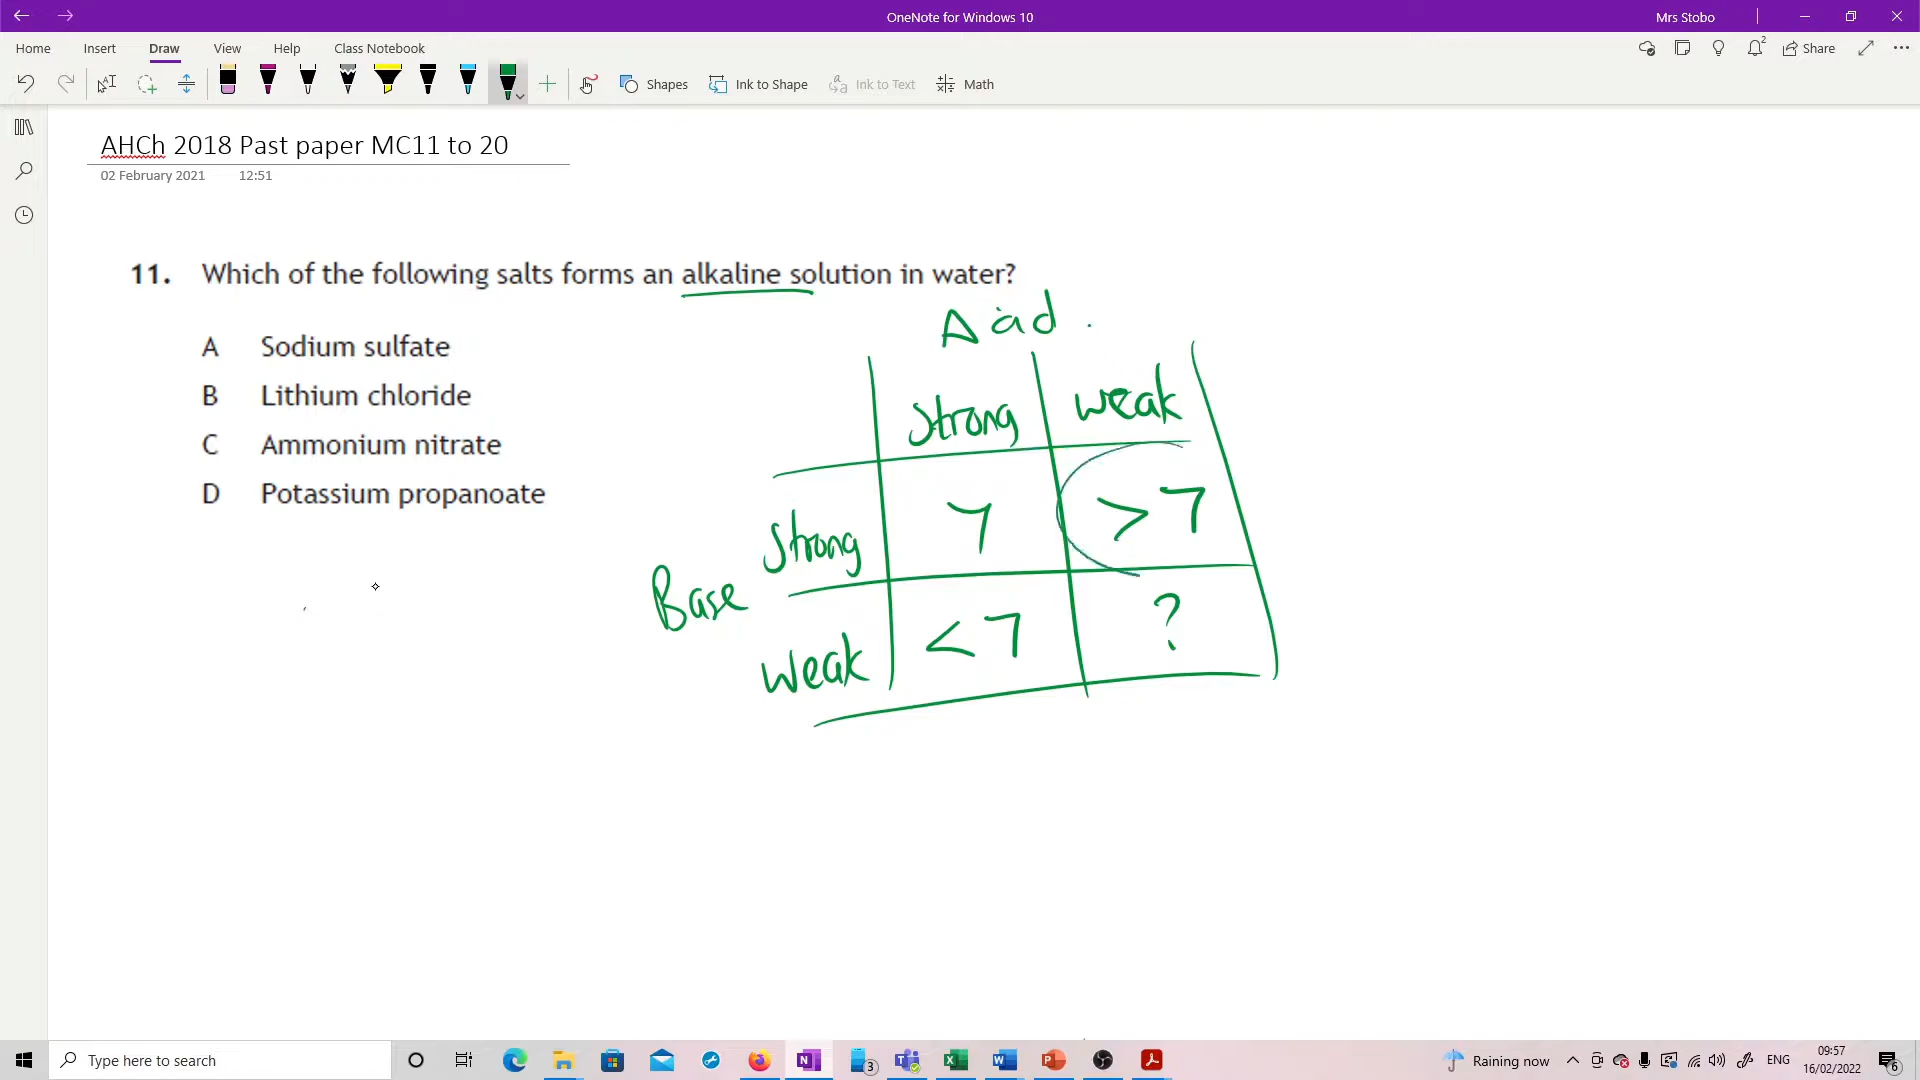 OneNote for Windows 10
Mrs Stobo
Home Insert Draw View Help Class Notebook
Share
Shapes Ink to Shape Ink to Text Math
AHCh 2018 Past paper MC11 to 20
02 February 2021 12:51
11. Which of the following salts forms an alkaline solution in water?
A Sodium sulfate
B Lithium chloride
C Ammonium nitrate
D Potassium propanoate
Acid
strong weak
Base
strong 7 >7
weak <7 ?
Type here to search
3
Raining now
ENG
09:57
16/02/2022
6
2